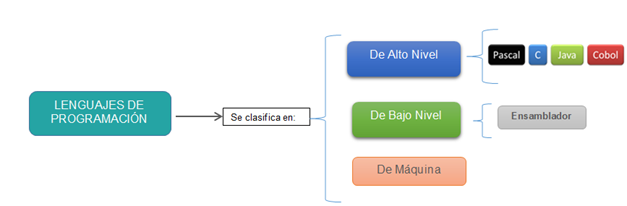 LENGUAJES DE
PROGRAMACIÓN
Se clasifica en:
De Alto Nivel
Pascal
C
Java
Cobol
De Bajo Nivel
Ensamblador
De Máquina